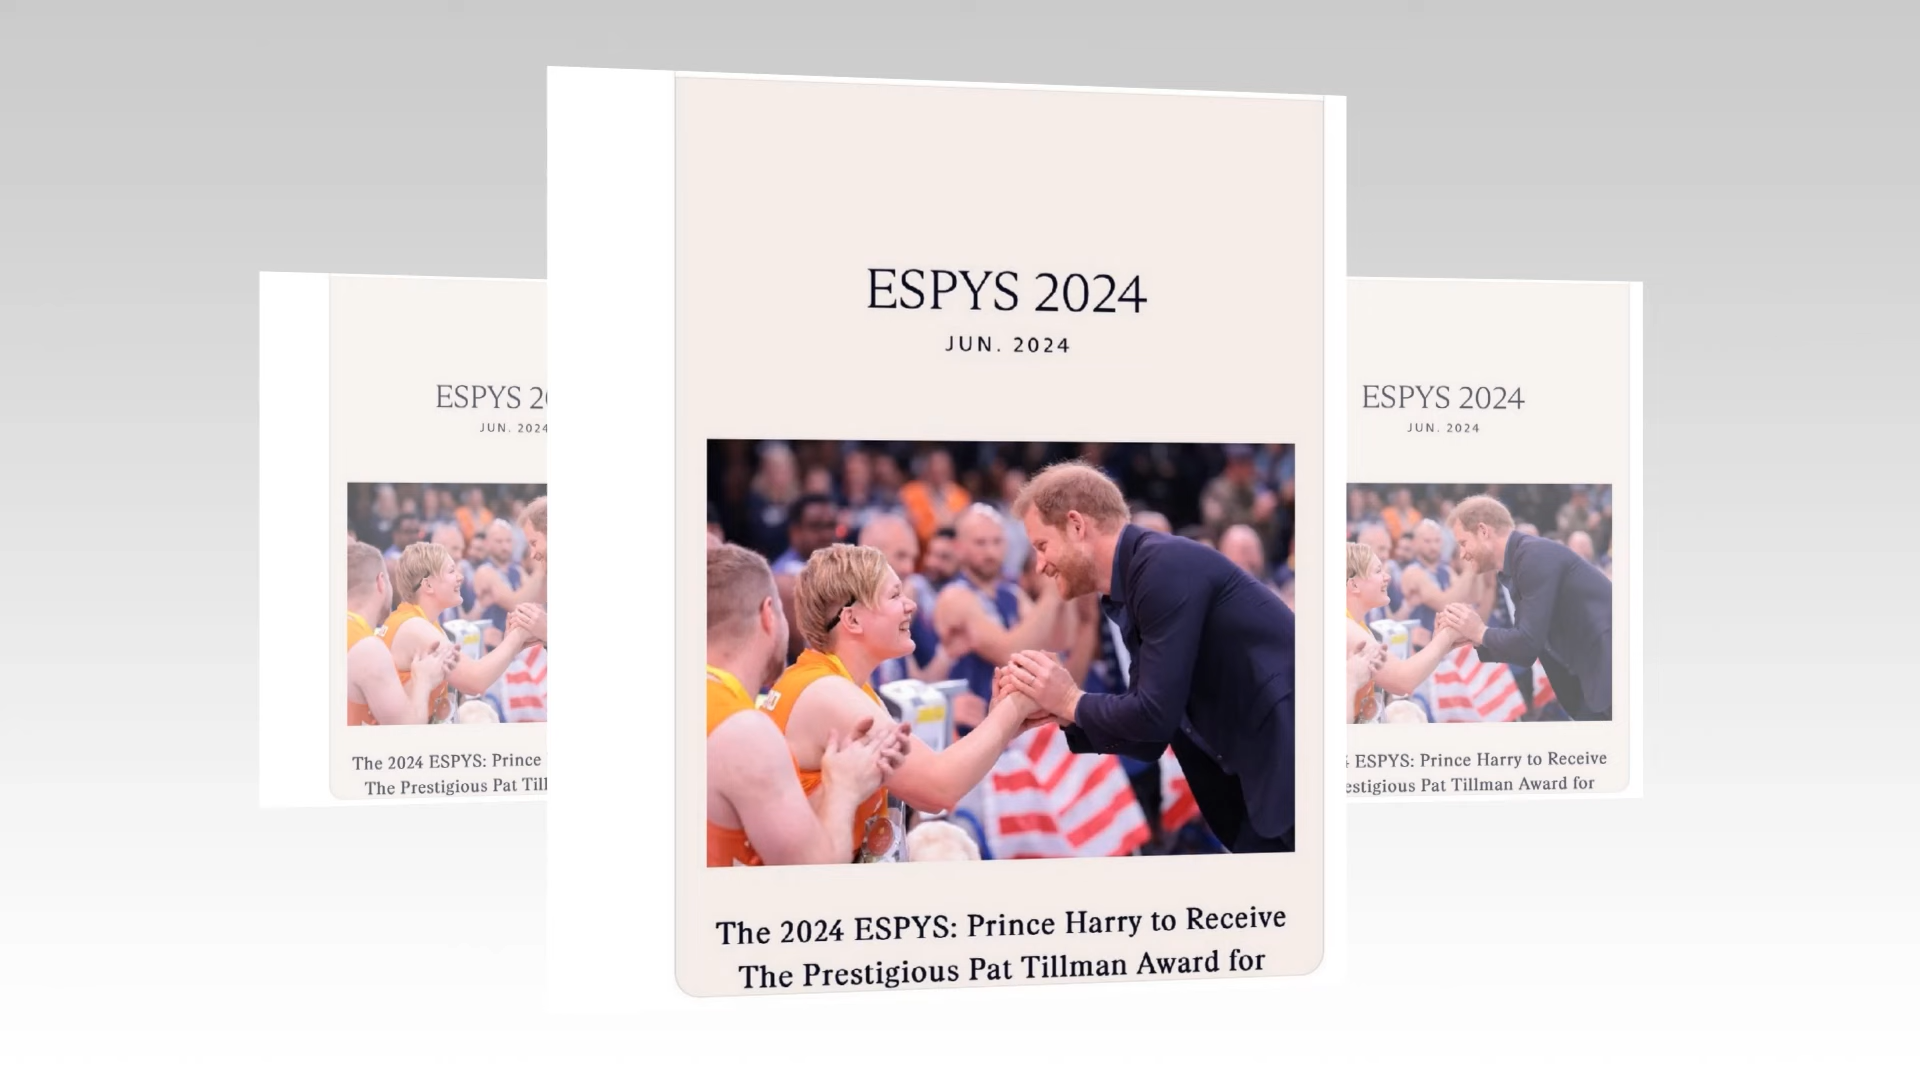 ESPYS 2024
JUN. 2024
The 2024 ESPYS: Prince Harry to Receive
The Prestigious Pat Tillman Award for
ESPYS 20
JUN. 2024
The 2024 ESPYS: Prince
The Prestigious Pat Till
ESPYS 2024
JUN. 2024
ESPYS: Prince Harry to Receive
estigious Pat Tillman Award for